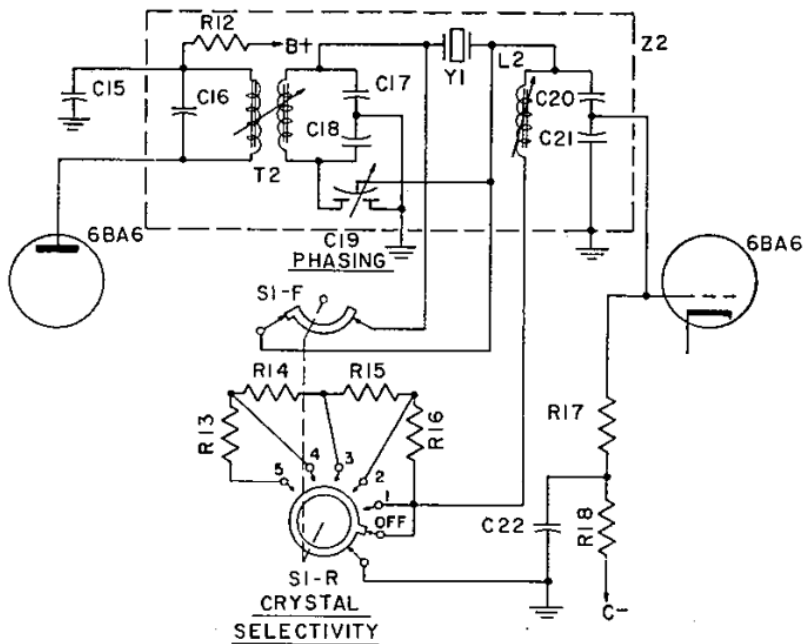 R12
B+
Z2
C15
C16
C17
Y1
L2
C20
C18
C21
T2
6BA6
C19
PHASING
6BA6
S1-F
R14
R15
R13
R16
R17
4
3
5
2
1
OFF
C22
R18
S1-R
CRYSTAL
SELECTIVITY
C-